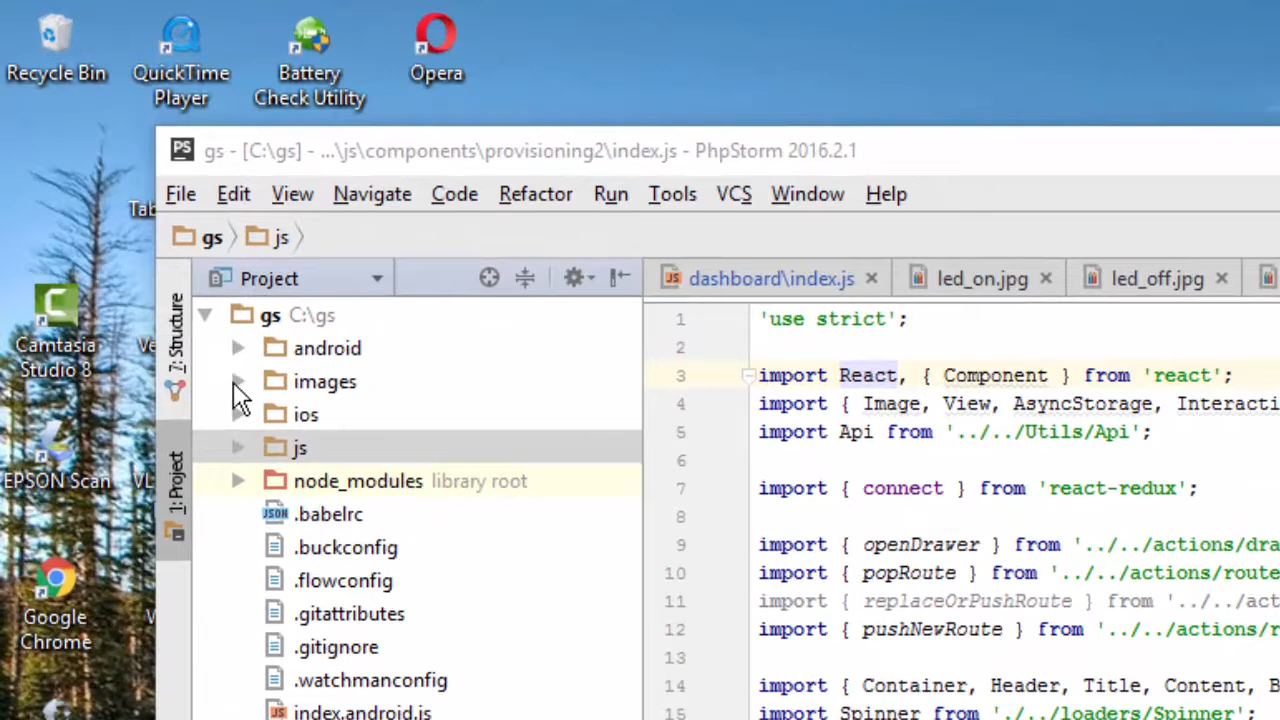 Recycle Bin
QuickTime Player
Battery Check Utility
Opera
Camtasia Studio 8
EPSON Scan
Google Chrome
PS gs - [C:\gs] - ...\js\components\provisioning2\index.js - PhpStorm 2016.2.1
File Edit View Navigate Code Refactor Run Tools VCS Window Help
gs js
Project
dashboard\index.js led_on.jpg led_off.jpg
7: Structure
1: Project
gs C:\gs
android
images
ios
js
node_modules library root
.babelrc
.buckconfig
.flowconfig
.gitattributes
.gitignore
.watchmanconfig
index.android.js
1 'use strict';
2
3 import React, { Component } from 'react';
4 import { Image, View, AsyncStorage, Interacti
5 import Api from '../../Utils/Api';
6
7 import { connect } from 'react-redux';
8
9 import { openDrawer } from '../../actions/dra
10 import { popRoute } from '../../actions/route
11 import { replaceOrPushRoute } from '../../act
12 import { pushNewRoute } from '../../actions/r
13
14 import { Container, Header, Title, Content, B
15 import Spinner from './../loaders/Spinner';